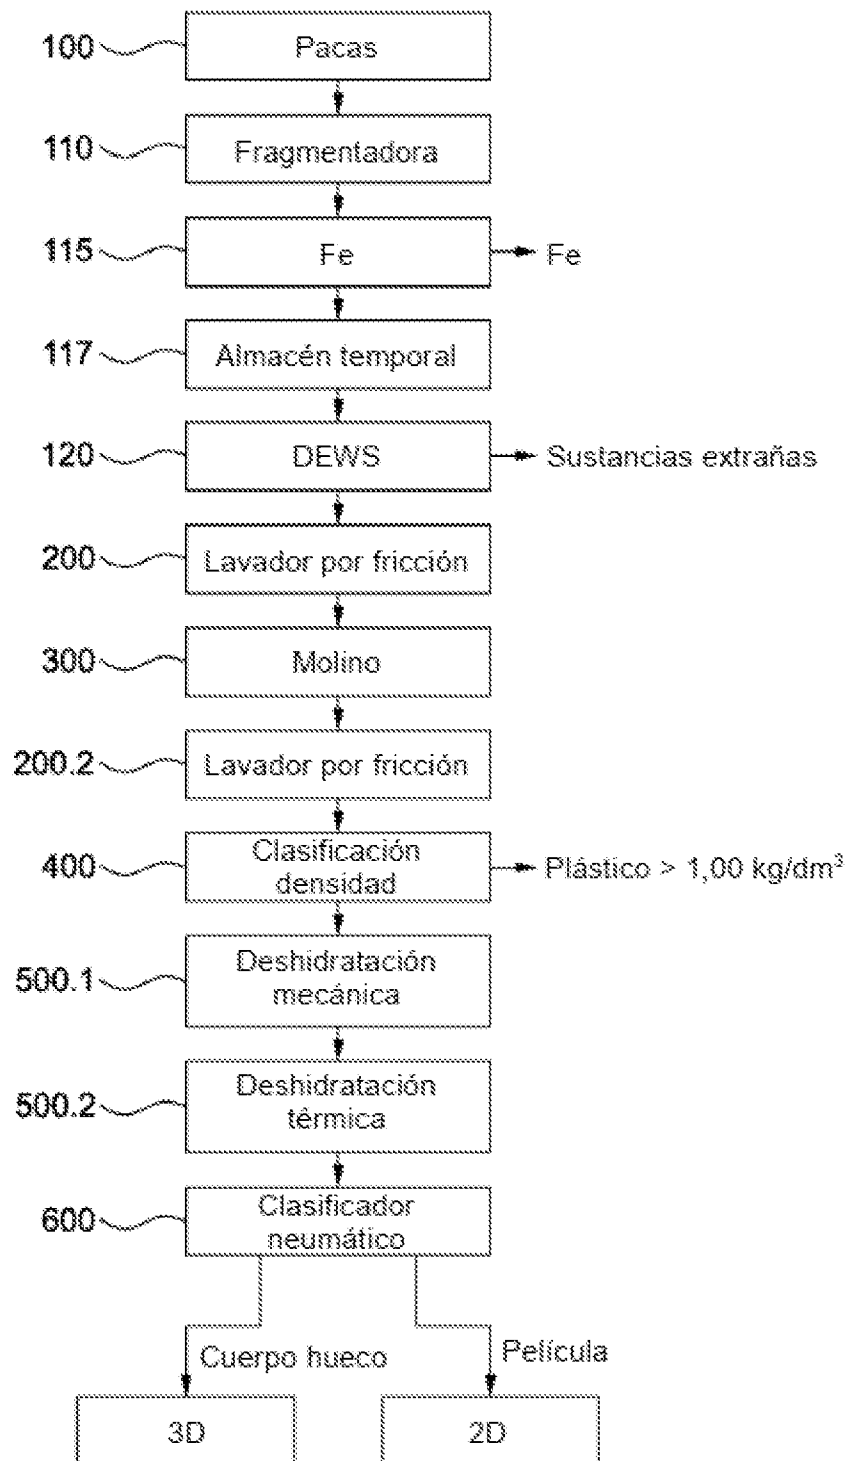 100 Pacas
110 Fragmentadora
115 Fe Fe
117 Almacén temporal
120 DEWS Sustancias extrañas
200 Lavador por fricción
300 Molino
200.2 Lavador por fricción
400 Clasificación
densidad Plástico > 1,00 kg/dm³
500.1 Deshidratación
mecánica
500.2 Deshidratación
térmica
600 Clasificador
neumático
Cuerpo hueco Película
3D 2D